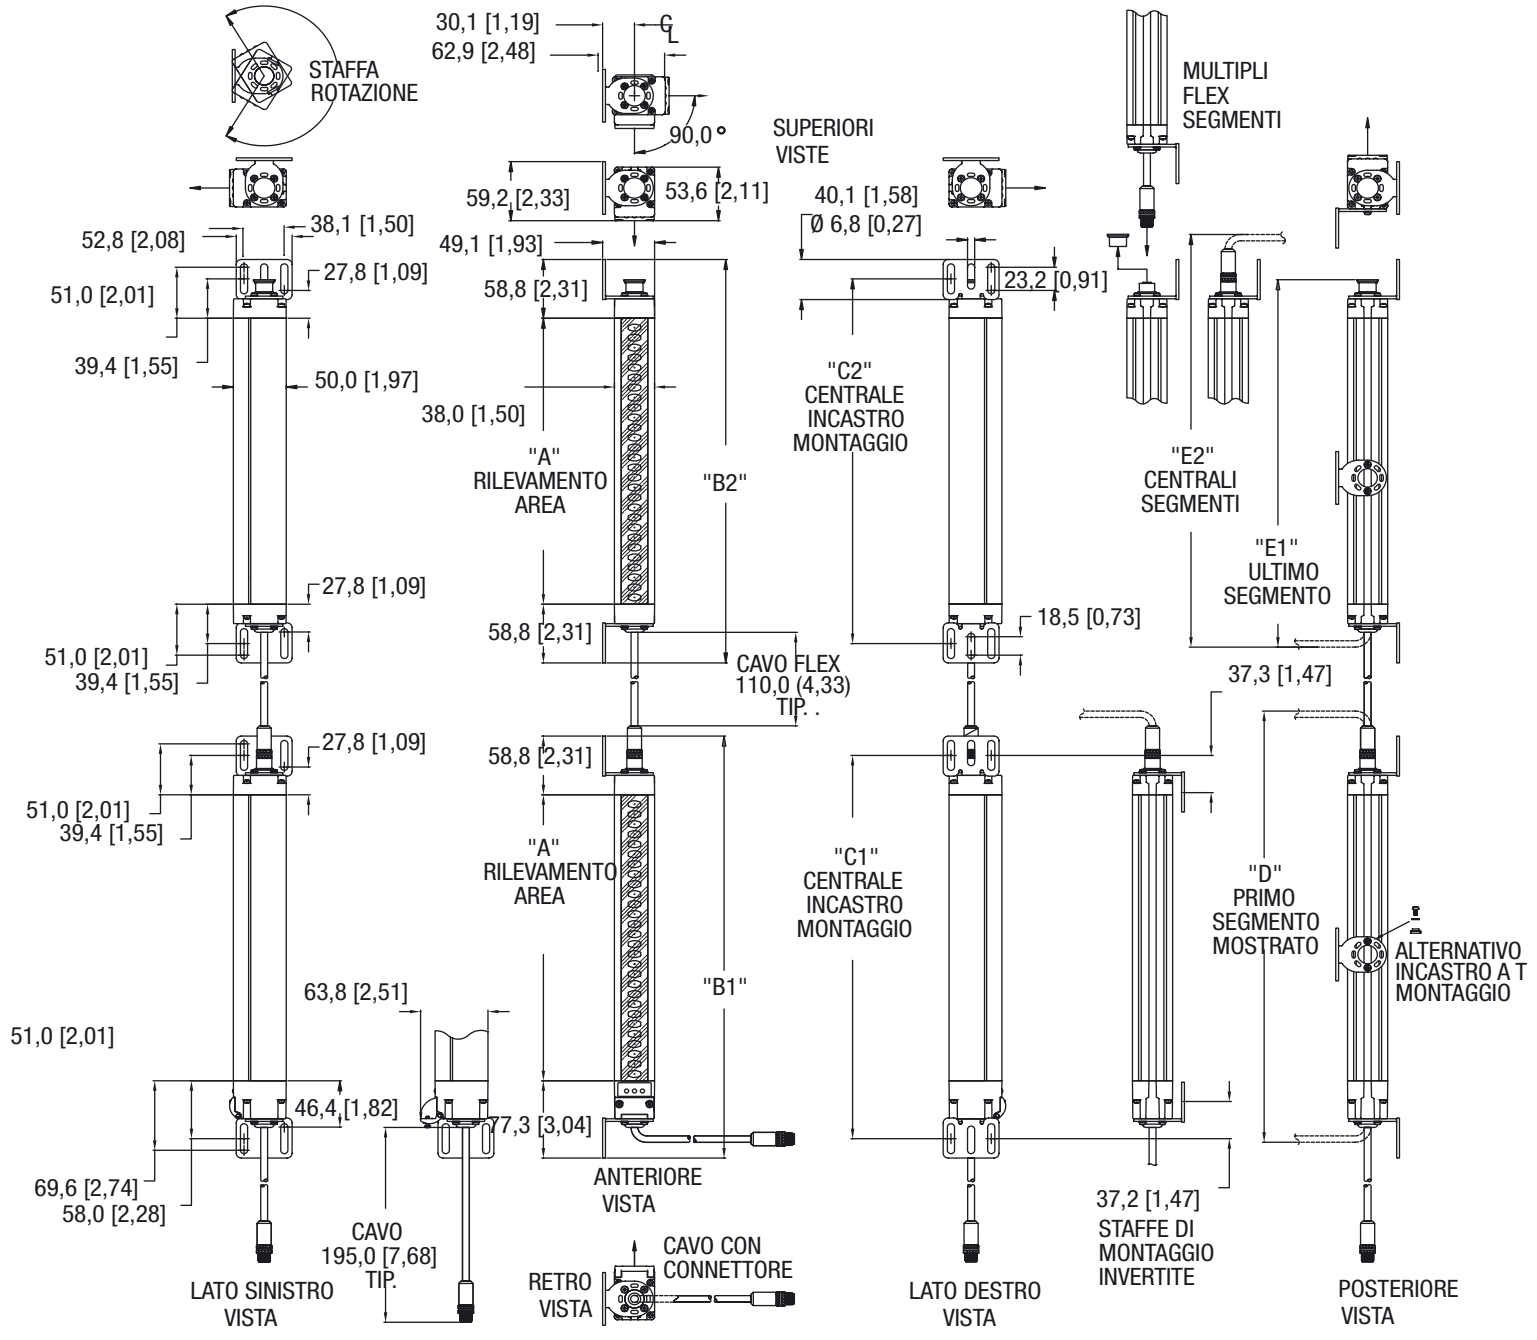 STAFFA
ROTAZIONE
30,1 [1,19]
CL
62,9 [2,48]
90,0°
SUPERIORI
VISTE
MULTIPLI
FLEX
SEGMENTI
59,2 [2,33]
53,6 [2,11]
40,1 [1,58]
Ø 6,8 [0,27]
38,1 [1,50]
52,8 [2,08]
49,1 [1,93]
27,8 [1,09]
51,0 [2,01]
58,8 [2,31]
23,2 [0,91]
39,4 [1,55]
50,0 [1,97]
38,0 [1,50]
"A"
RILEVAMENTO
AREA
"B2"
"C2"
CENTRALE
INCASTRO
MONTAGGIO
"E2"
CENTRALI
SEGMENTI
"E1"
ULTIMO
SEGMENTO
27,8 [1,09]
58,8 [2,31]
18,5 [0,73]
51,0 [2,01]
39,4 [1,55]
CAVO FLEX
110,0 (4,33)
TIP. .
37,3 [1,47]
27,8 [1,09]
58,8 [2,31]
51,0 [2,01]
39,4 [1,55]
"A"
RILEVAMENTO
AREA
"C1"
CENTRALE
INCASTRO
MONTAGGIO
"D"
PRIMO
SEGMENTO
MOSTRATO
ALTERNATIVO
INCASTRO A T
MONTAGGIO
"B1"
63,8 [2,51]
51,0 [2,01]
46,4 [1,82]
77,3 [3,04]
69,6 [2,74]
58,0 [2,28]
ANTERIORE
VISTA
37,2 [1,47]
STAFFE DI
MONTAGGIO
INVERTITE
CAVO
195,0 [7,68]
TIP.
CAVO CON
CONNETTORE
RETRO
VISTA
LATO SINISTRO
VISTA
LATO DESTRO
VISTA
POSTERIORE
VISTA